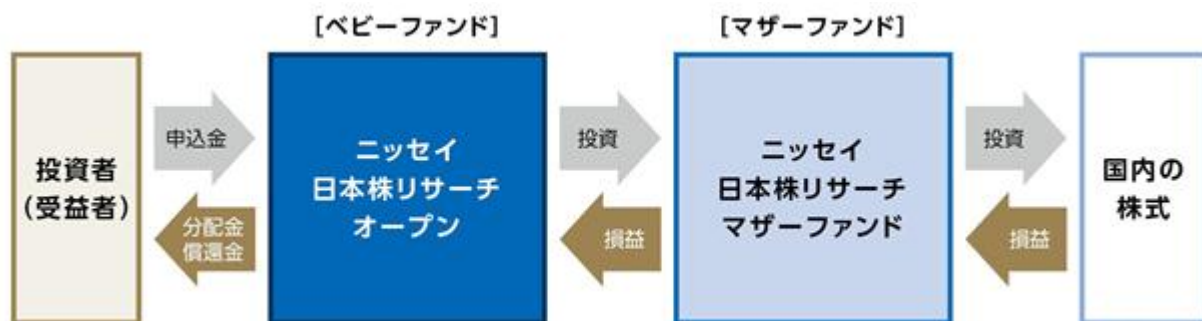 [ベビーファンド]
[マザーファンド]
投資者
(受益者)
申込金
分配金
償還金
ニッセイ
日本株リサーチ
オープン
投資
損益
ニッセイ
日本株リサーチ
マザーファンド
投資
損益
国内の
株式